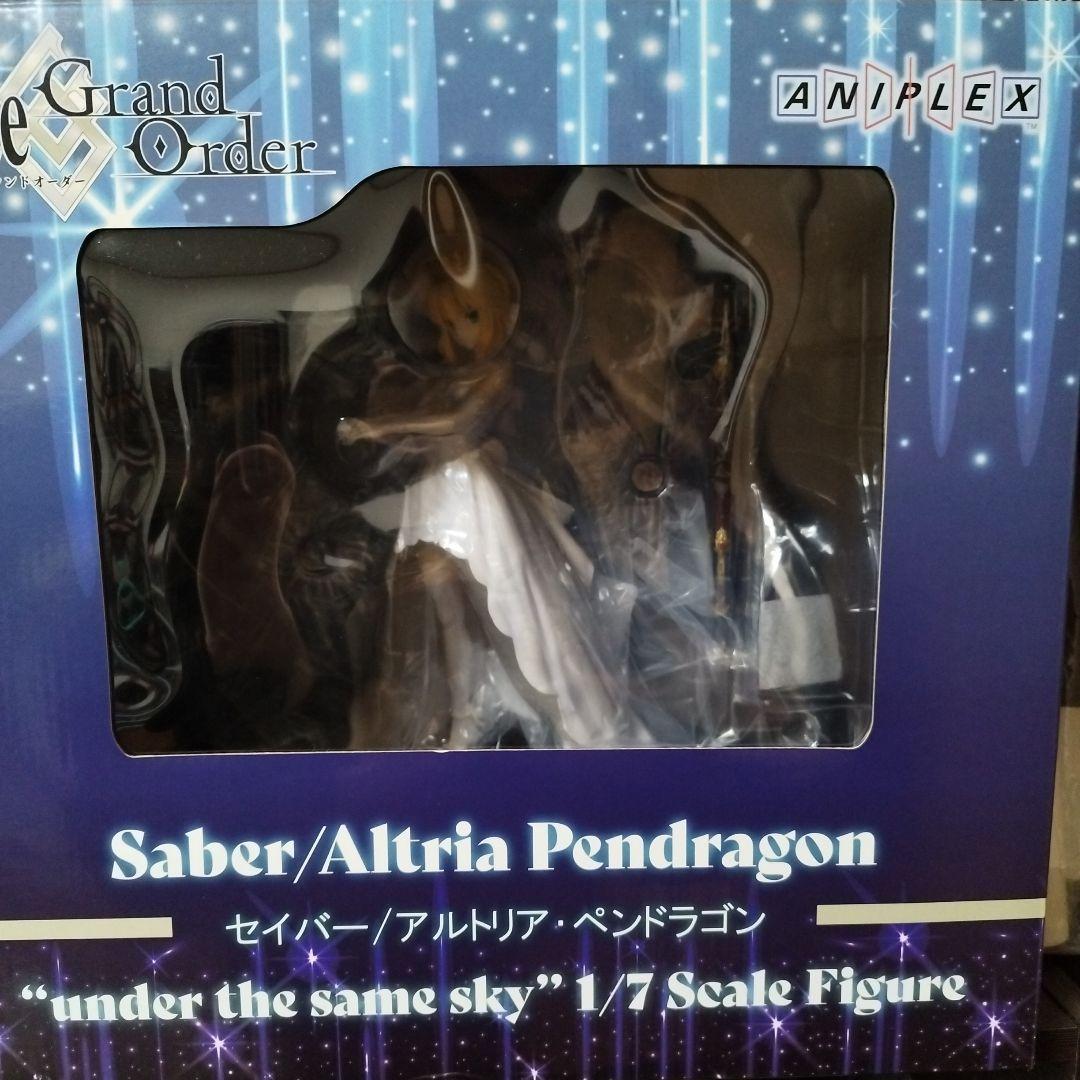 e Grand
Order
ンドオーダー
ANIPLEX
TM
Saber/Altria Pendragon
セイバー/アルトリア・ペンドラゴン
“under the same sky” 1/7 Scale Figure